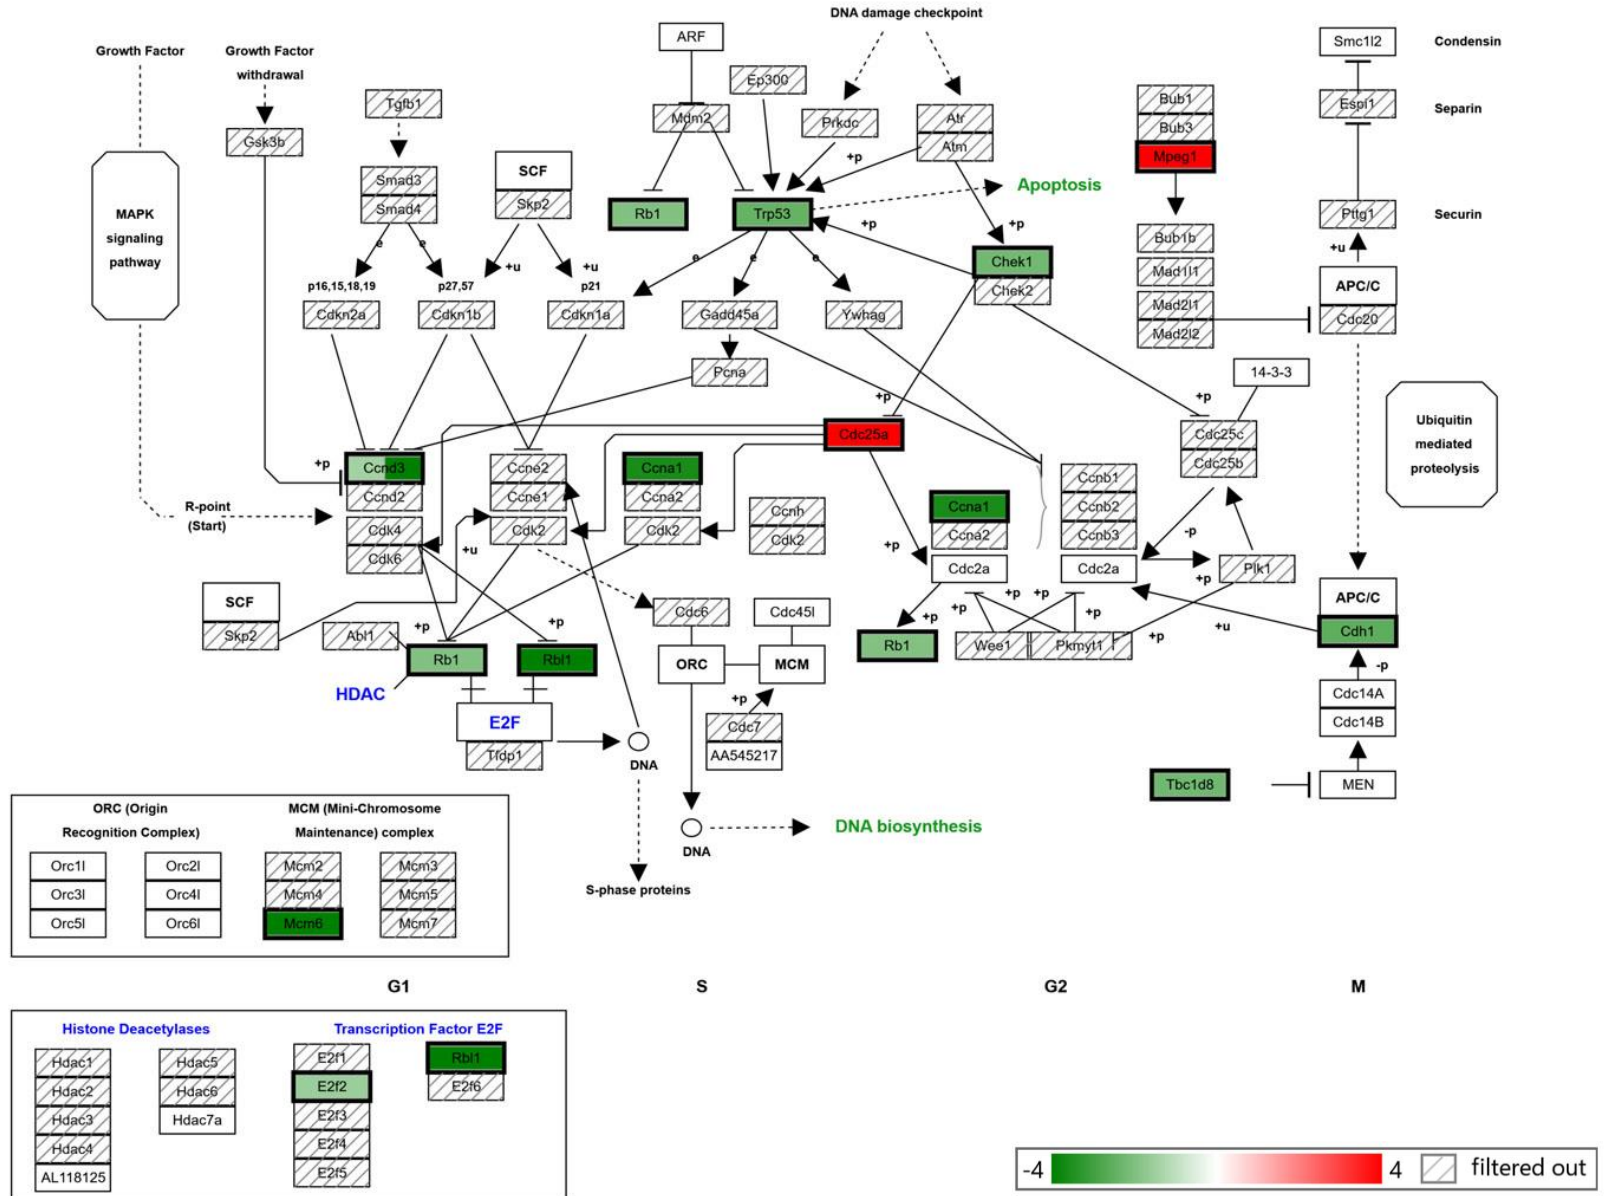 DNA damage checkpoint
Growth Factor
Growth Factor
withdrawal
ARF
Smc1l2
Condensin
Ep300
Tgfb1
Gsk3b
Mdm2
Prkdc
Atr
Atm
Bub1
Bub3
Mpeg1
Espl1
Separin
+p
MAPK
signaling
pathway
Smad3
Smad4
SCF
Skp2
Rb1
Trp53
Apoptosis
Pttg1
Securin
e
e
+u
+u
e
e
e
+p
+p
Chek1
Chek2
Bub1b
Mad1l1
Mad2l1
Mad2l2
+u
APC/C
Cdc20
p16,15,18,19
p27,57
p21
Cdkn2a
Cdkn1b
Cdkn1a
Gadd45a
Ywhag
Pcna
14-3-3
+p
+p
Ubiquitin
mediated
proteolysis
Cdc25a
Cdc25c
Cdc25b
+p
Ccnd3
Ccnd2
Cdk4
Cdk6
Ccne2
Ccne1
Cdk2
Ccna1
Ccna2
Cdk2
Ccnh
Cdk2
Ccna1
Ccna2
Cdc2a
Ccnb1
Ccnb2
Ccnb3
Cdc2a
R-point
(Start)
+u
+p
-p
+p
Plk1
SCF
Skp2
Abl1
+p
+p
Cdc6
Cdc45l
+p
+p
+p
+p
+p
+p
+u
APC/C
Cdh1
Rb1
Rbl1
HDAC
ORC
MCM
Rb1
Wee1
Pkmyt1
-p
Cdc14A
Cdc14B
E2F
Tfdp1
DNA
+p
Cdc7
AA545217
Tbc1d8
MEN
DNA
DNA biosynthesis
S-phase proteins
ORC (Origin
Recognition Complex)
MCM (Mini-Chromosome
Maintenance) complex
Orc1l
Orc2l
Mcm2
Mcm3
Orc3l
Orc4l
Mcm4
Mcm5
Orc5l
Orc6l
Mcm6
Mcm7
G1
S
G2
M
Histone Deacetylases
Transcription Factor E2F
Hdac1
Hdac2
Hdac3
Hdac4
AL118125
Hdac5
Hdac6
Hdac7a
E2f1
E2f2
E2f3
E2f4
E2f5
Rbl1
E2f6
-4
4
filtered out